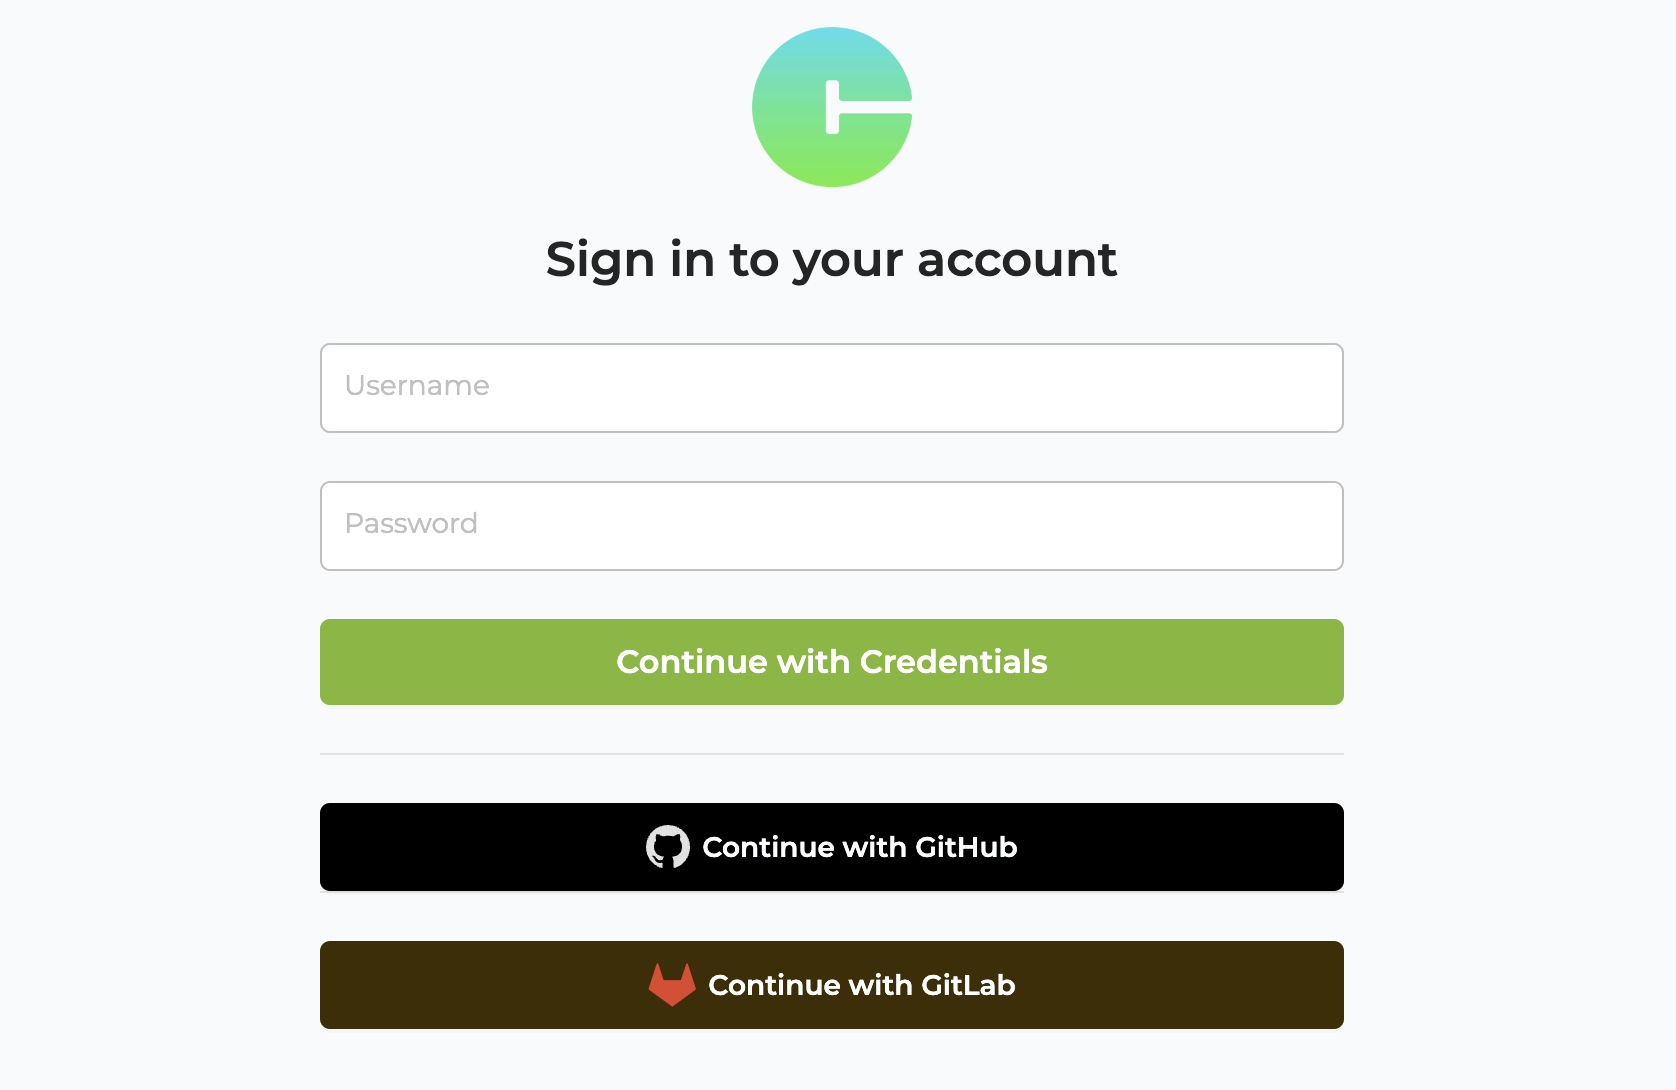 Sign in to your account
Username
Password
Continue with Credentials
Continue with GitHub
Continue with GitLab